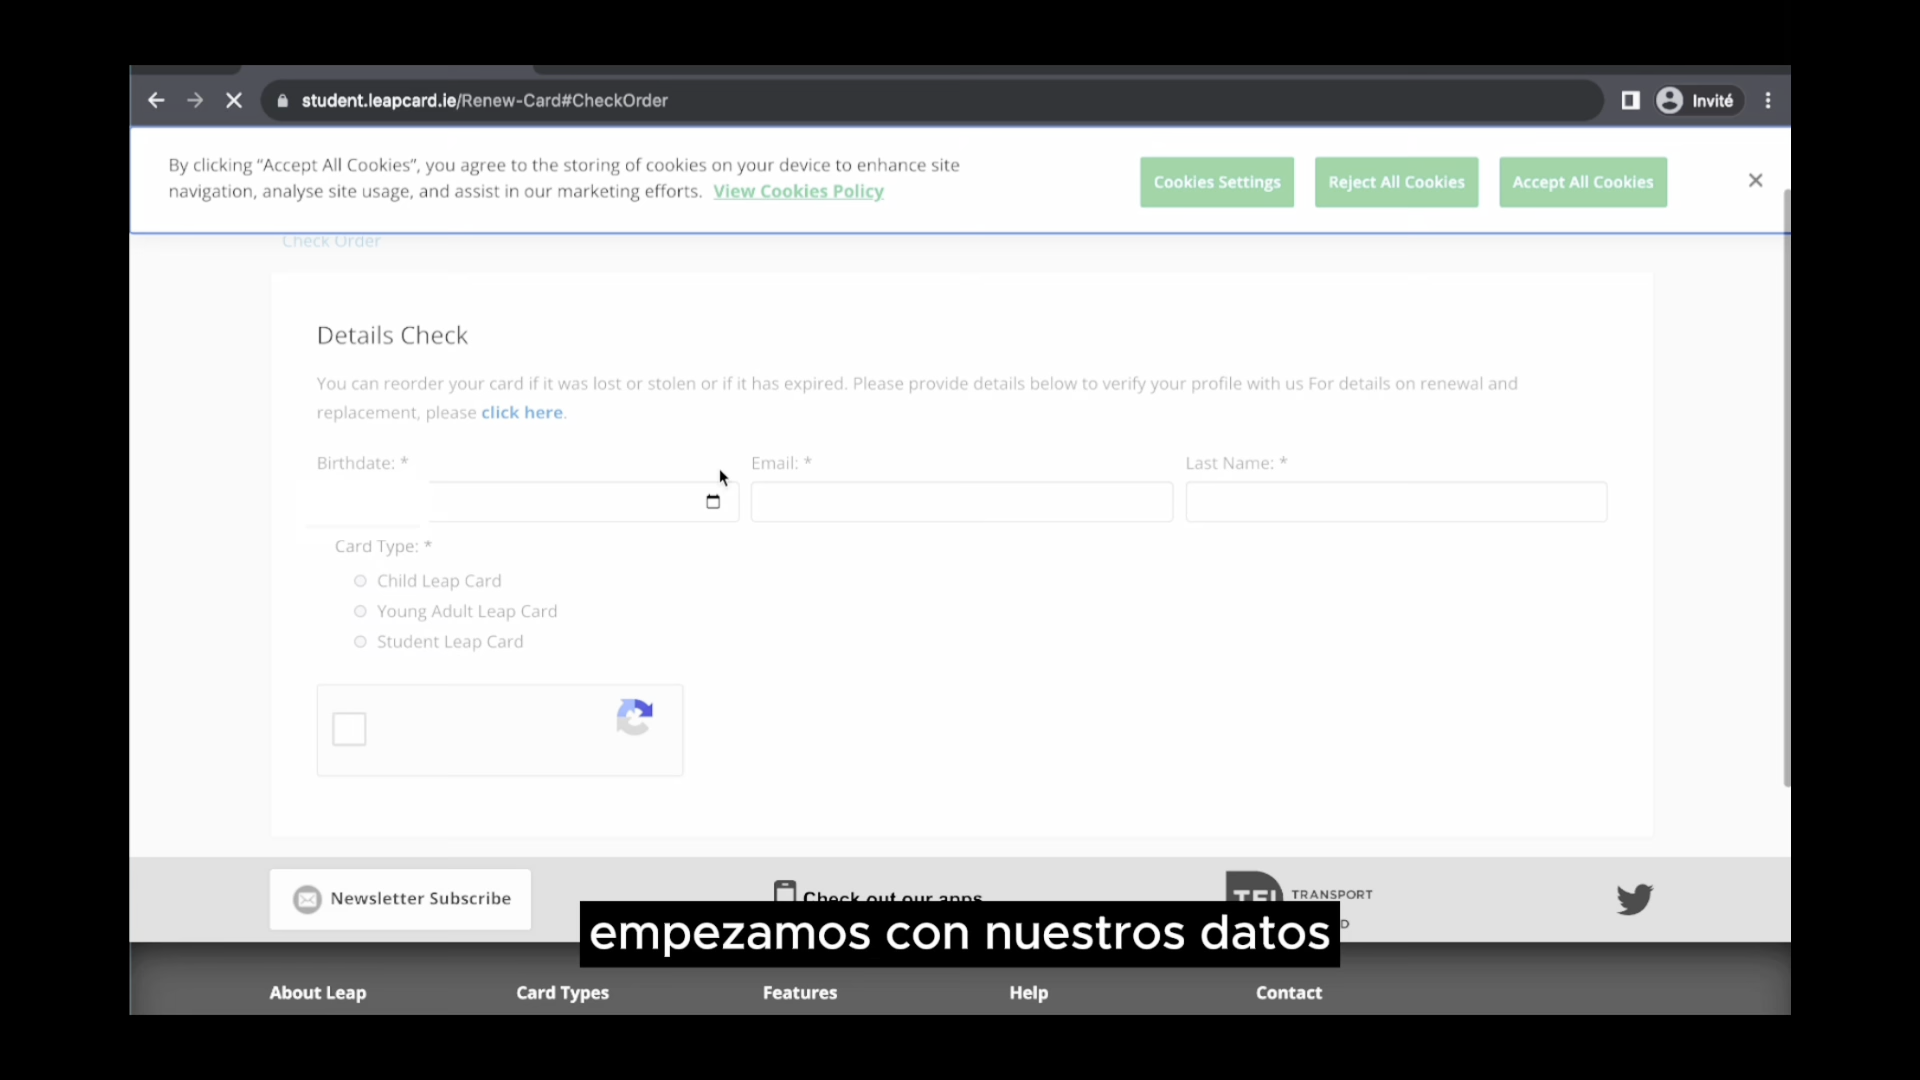 student.leapcard.ie/Renew-Card#CheckOrder
Invité
By clicking “Accept All Cookies”, you agree to the storing of cookies on your device to enhance site
navigation, analyse site usage, and assist in our marketing efforts. View Cookies Policy
Cookies Settings
Reject All Cookies
Accept All Cookies
Check Order
Details Check
You can reorder your card if it was lost or stolen or if it has expired. Please provide details below to verify your profile with us For details on renewal and
replacement, please click here.
Birthdate: *
Email: *
Last Name: *
Card Type: *
Child Leap Card
Young Adult Leap Card
Student Leap Card
Newsletter Subscribe
Check out our apps
TFI
TRANSPORT
empezamos con nuestros datos
About Leap
Card Types
Features
Help
Contact